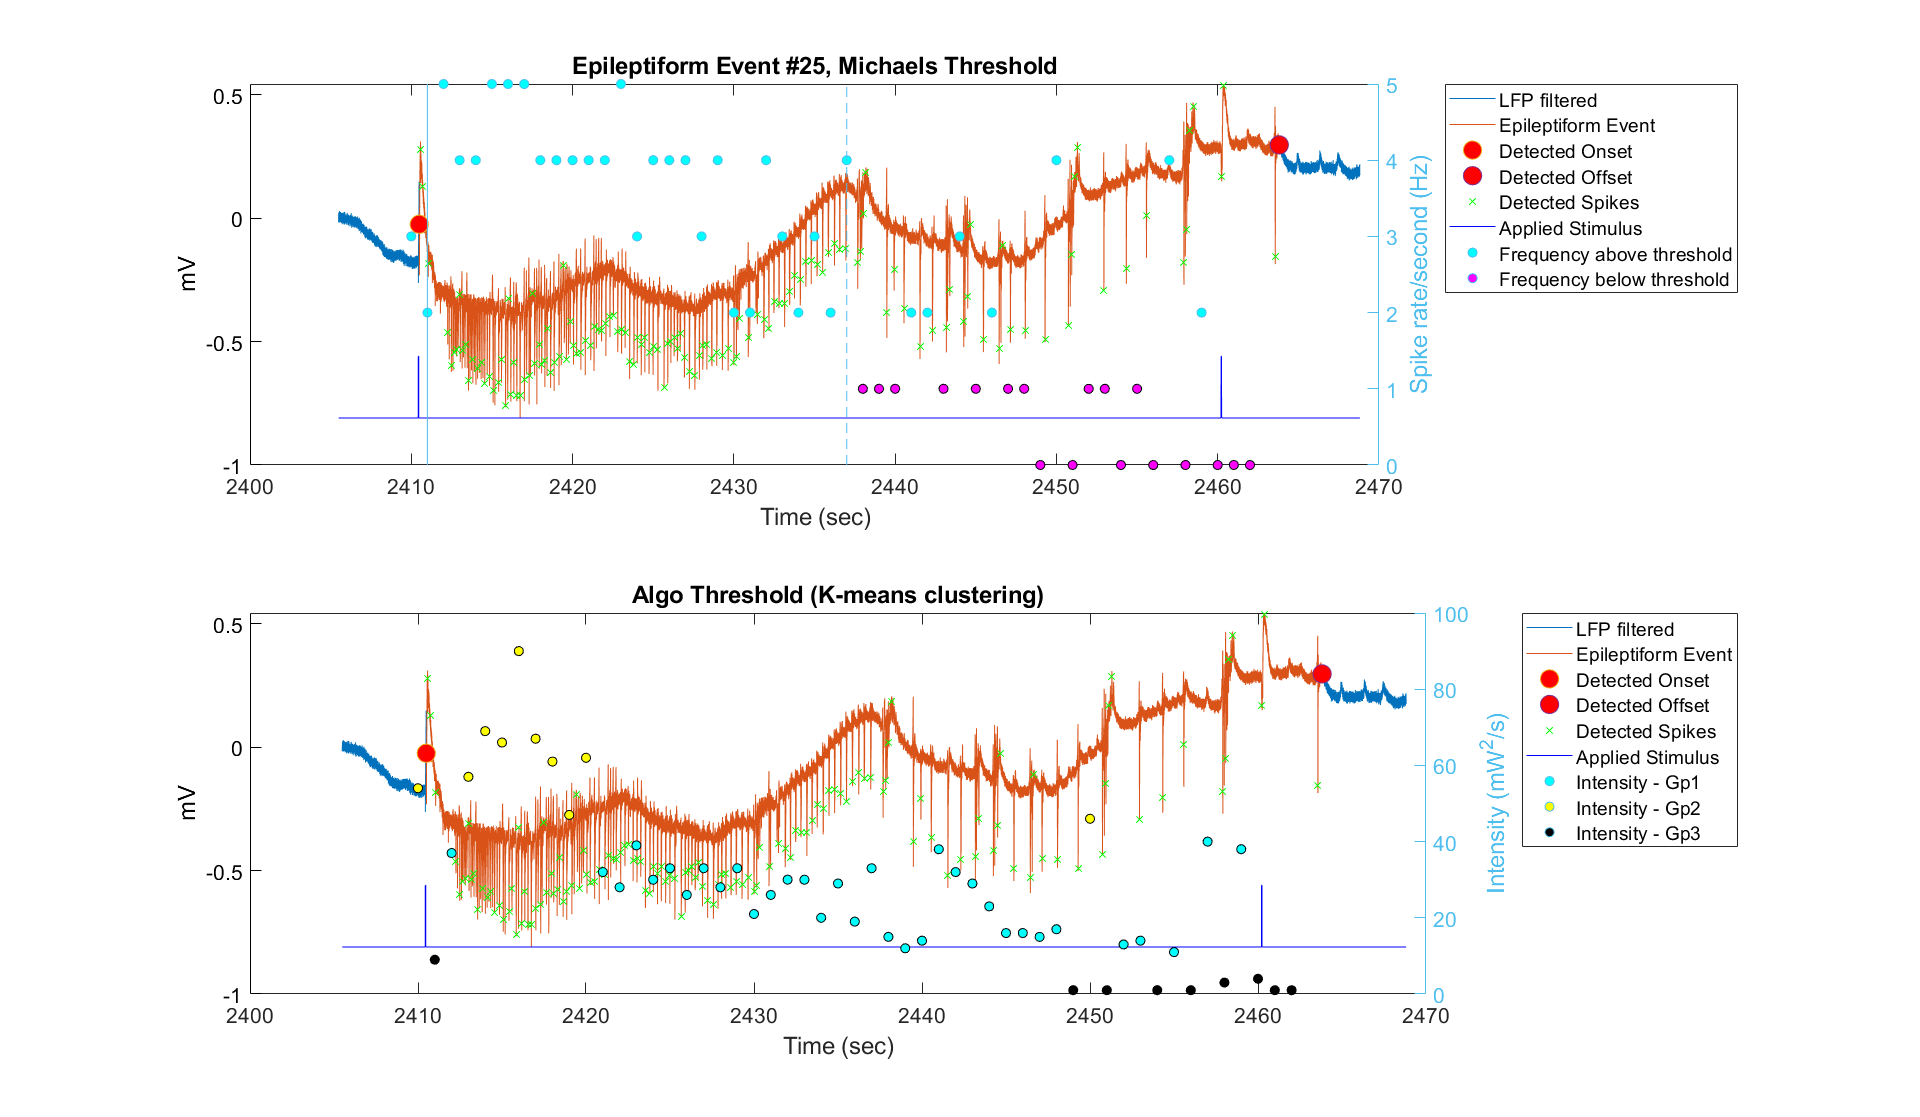 Epileptiform Event #25, Michaels Threshold
0.5
0
-0.5
-1
mV
2400
2410
2420
2430
2440
2450
2460
2470
Time (sec)
5
4
3
2
1
0
Spike rate/second (Hz)
LFP filtered
Epileptiform Event
Detected Onset
Detected Offset
Detected Spikes
Applied Stimulus
Frequency above threshold
Frequency below threshold
Algo Threshold (K-means clustering)
0.5
0
-0.5
-1
mV
2400
2410
2420
2430
2440
2450
2460
2470
Time (sec)
100
80
60
40
20
0
Intensity (mW²/s)
LFP filtered
Epileptiform Event
Detected Onset
Detected Offset
Detected Spikes
Applied Stimulus
Intensity - Gp1
Intensity - Gp2
Intensity - Gp3